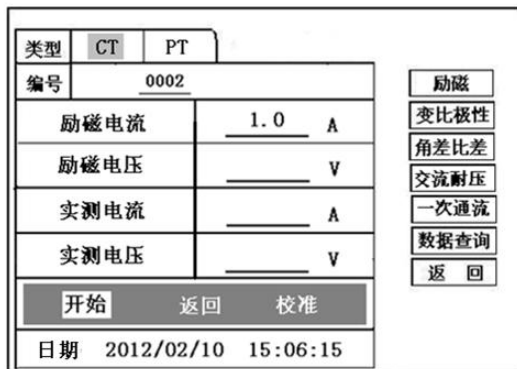 类型 CT PT
编号 0002
励磁电流 1.0 A
励磁电压 V
实测电流 A
实测电压 V
开始 返回 校准
日期 2012/02/10 15:06:15
励磁
变比极性
角差比差
交流耐压
一次通流
数据查询
返 回